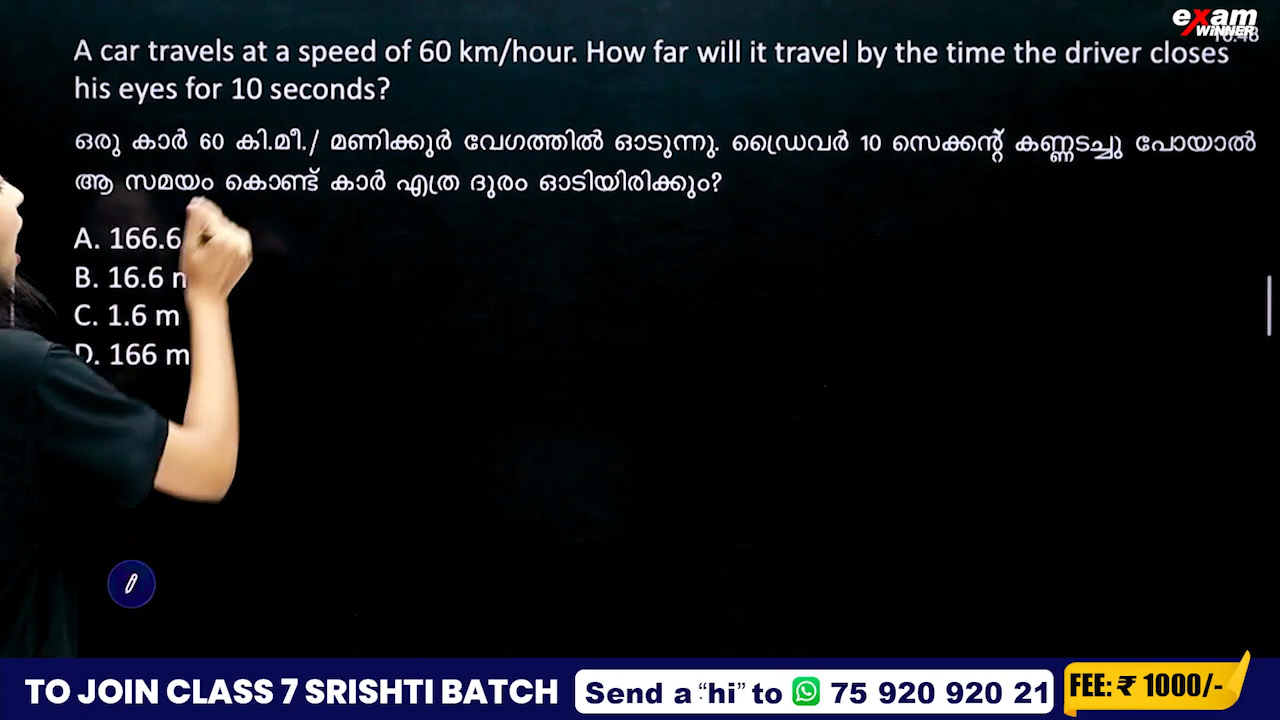 exam
WINNER
A car travels at a speed of 60 km/hour. How far will it travel by the time the driver closes
his eyes for 10 seconds?
ഒരു കാർ 60 കി.മീ./ മണിക്കൂർ വേഗത്തിൽ ഓടുന്നു. ഡ്രൈവർ 10 സെക്കന്റ് കണ്ണടച്ചു പോയാൽ
ആ സമയം കൊണ്ട് കാർ എത്ര ദൂരം ഓടിയിരിക്കും?
A. 166.6
B. 16.6
C. 1.6 m
D. 166 m
TO JOIN CLASS 7 SRISHTI BATCH
Send a “hi” to 75 920 920 21
FEE: ₹ 1000/-